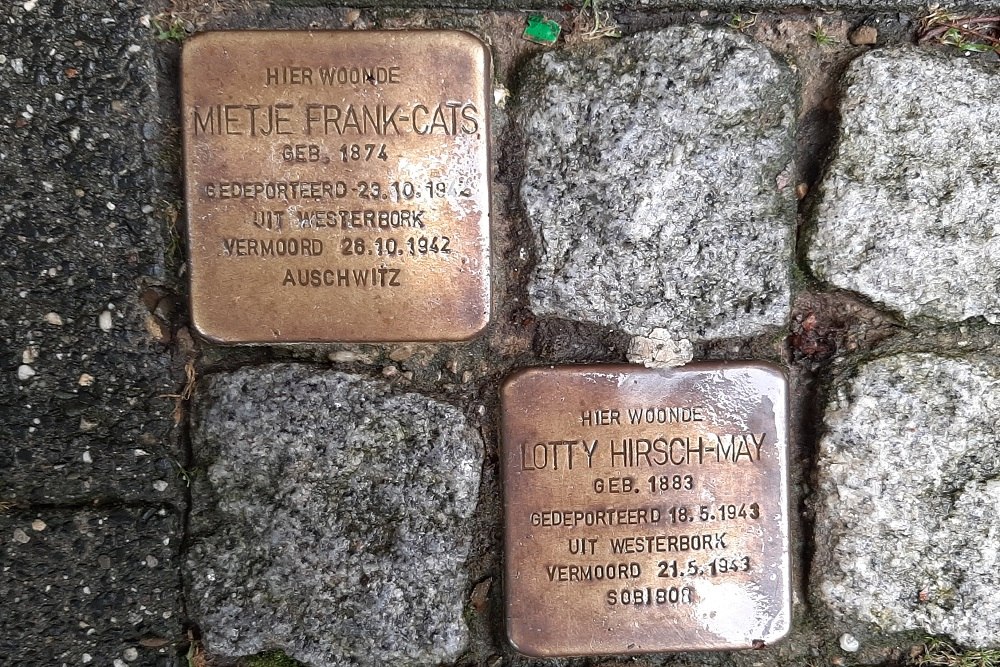 HIER WOONDE
MIETJE FRANK-CATS
GEB. 1874
GEDEPORTEERD 23.10.1942
UIT WESTERBORK
VERMOORD 26.10.1942
AUSCHWITZ
HIER WOONDE
LOTTY HIRSCH-MAY
GEB. 1883
GEDEPORTEERD 18.5.1943
UIT WESTERBORK
VERMOORD 21.5.1943
SOBIBOR